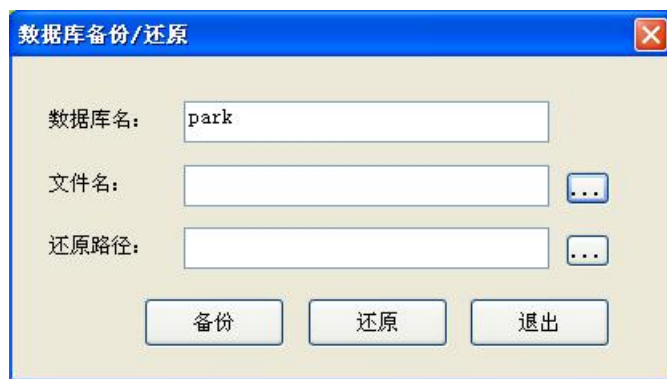 数据库备份/还原
数据库名: park
文件名: ...
还原路径: ...
备份 还原 退出